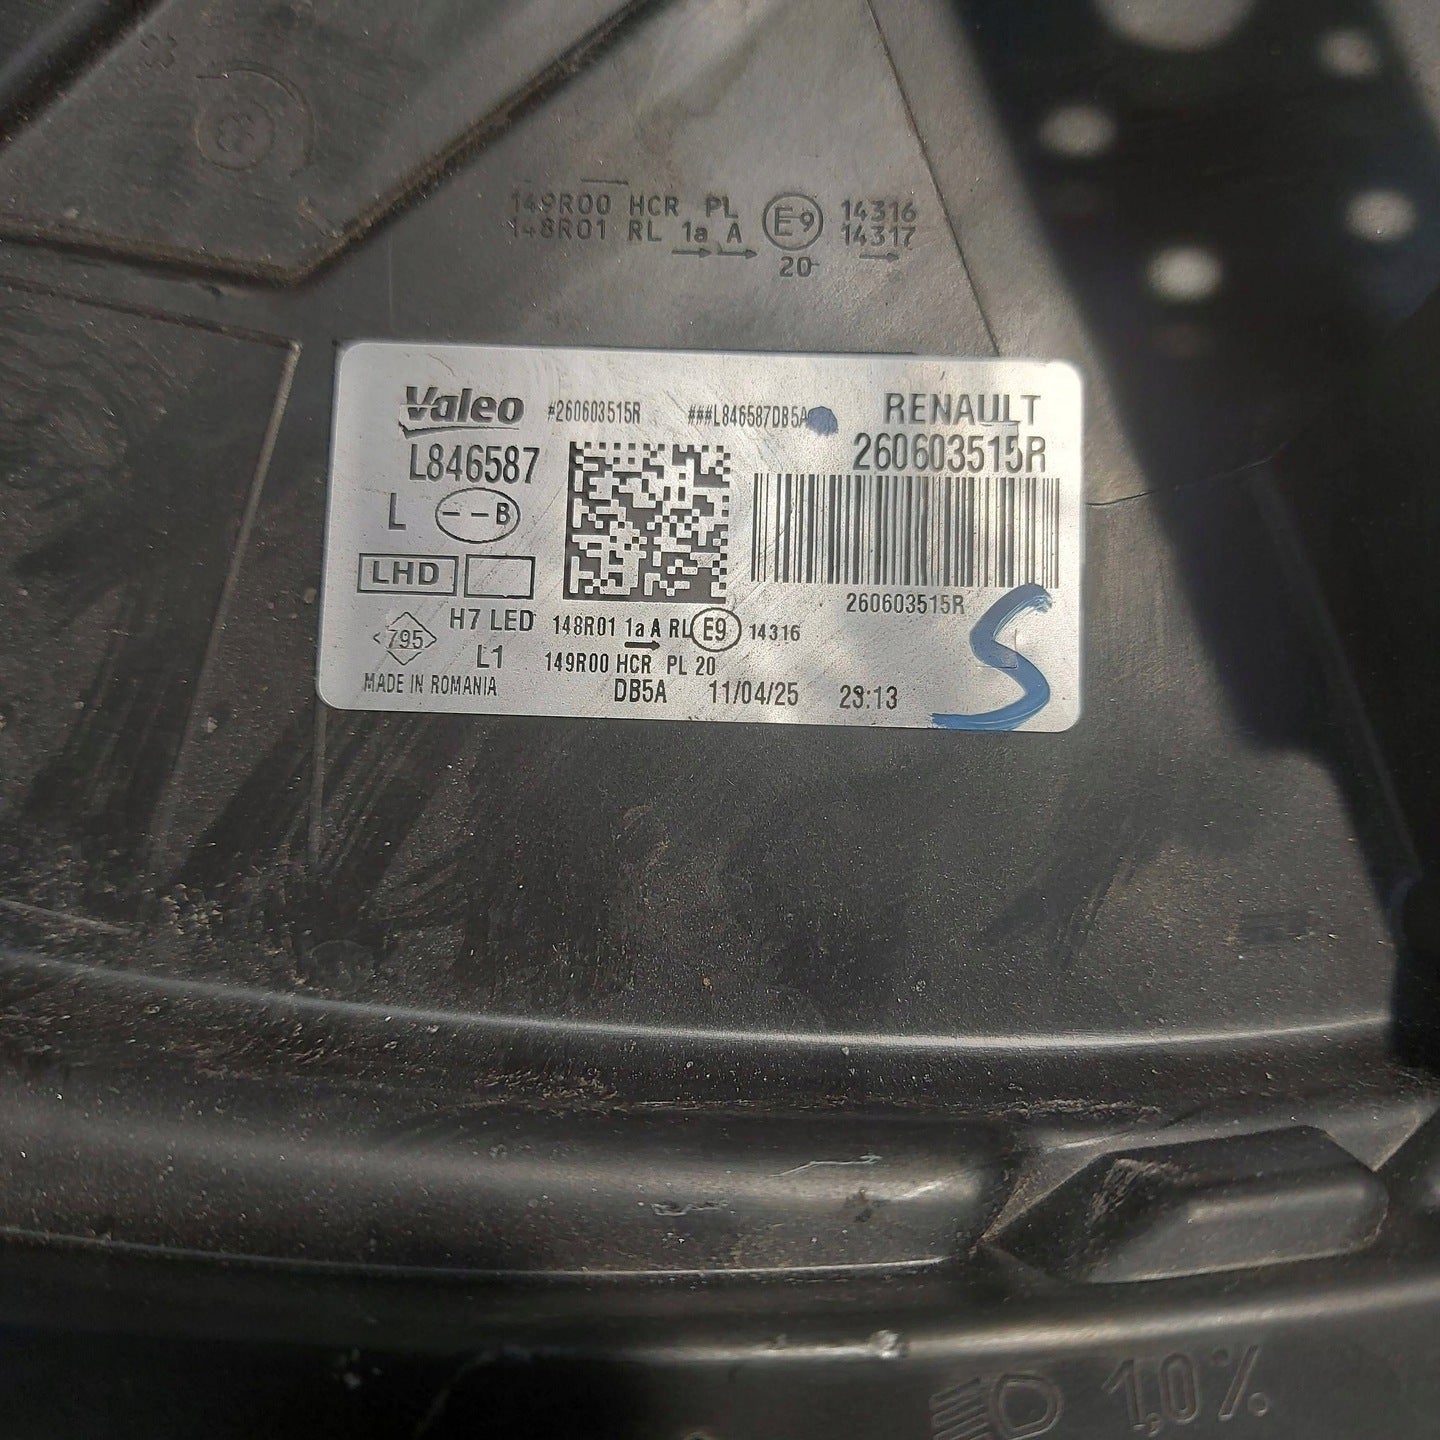 149R00 HCR PL E9 14316
148R01 RL 1a A 14317
20
Valeo #260603515R ###L846587DB5A RENAULT
L846587 260603515R
L --B
LHD
260603515R
<795> H7 LED 148R01 1a A RL E9 14316
L1 149R00 HCR PL 20
MADE IN ROMANIA DB5A 11/04/25 23:13
S
1,0%